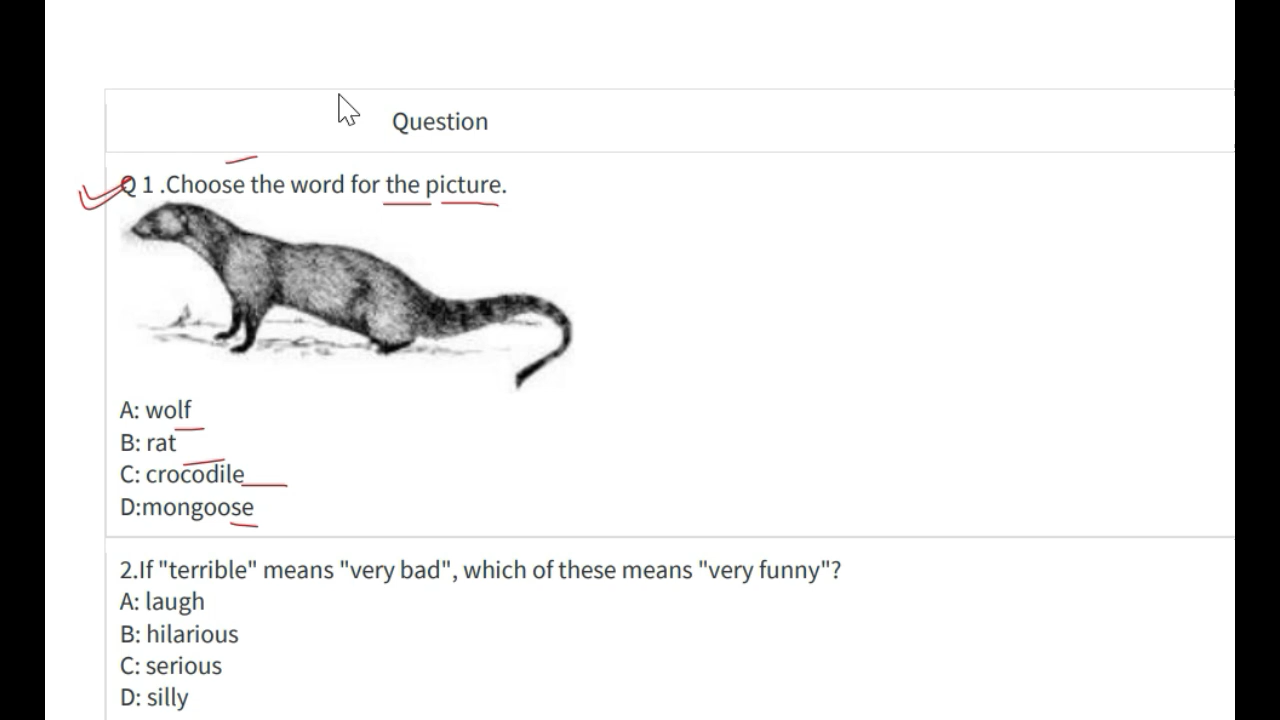 Question
Q 1 .Choose the word for the picture.
A: wolf
B: rat
C: crocodile
D:mongoose
2.If "terrible" means "very bad", which of these means "very funny"?
A: laugh
B: hilarious
C: serious
D: silly